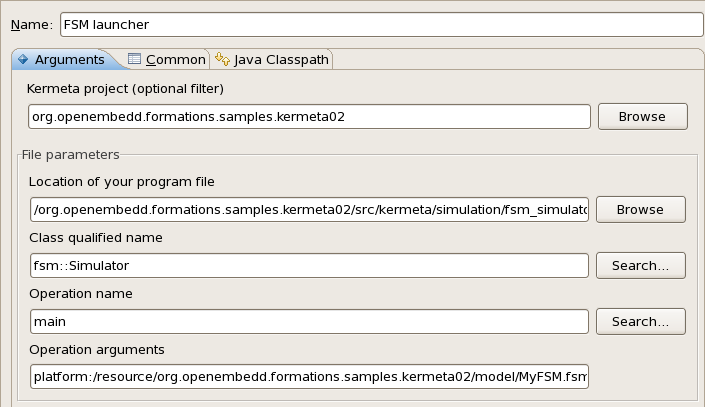 Name: FSM launcher
Arguments Common Java Classpath
Kermeta project (optional filter)
org.openembedd.formations.samples.kermeta02 Browse
File parameters
Location of your program file
/org.openembedd.formations.samples.kermeta02/src/kermeta/simulation/fsm_simulato Browse
Class qualified name
fsm::Simulator Search...
Operation name
main Search...
Operation arguments
platform:/resource/org.openembedd.formations.samples.kermeta02/model/MyFSM.fsm